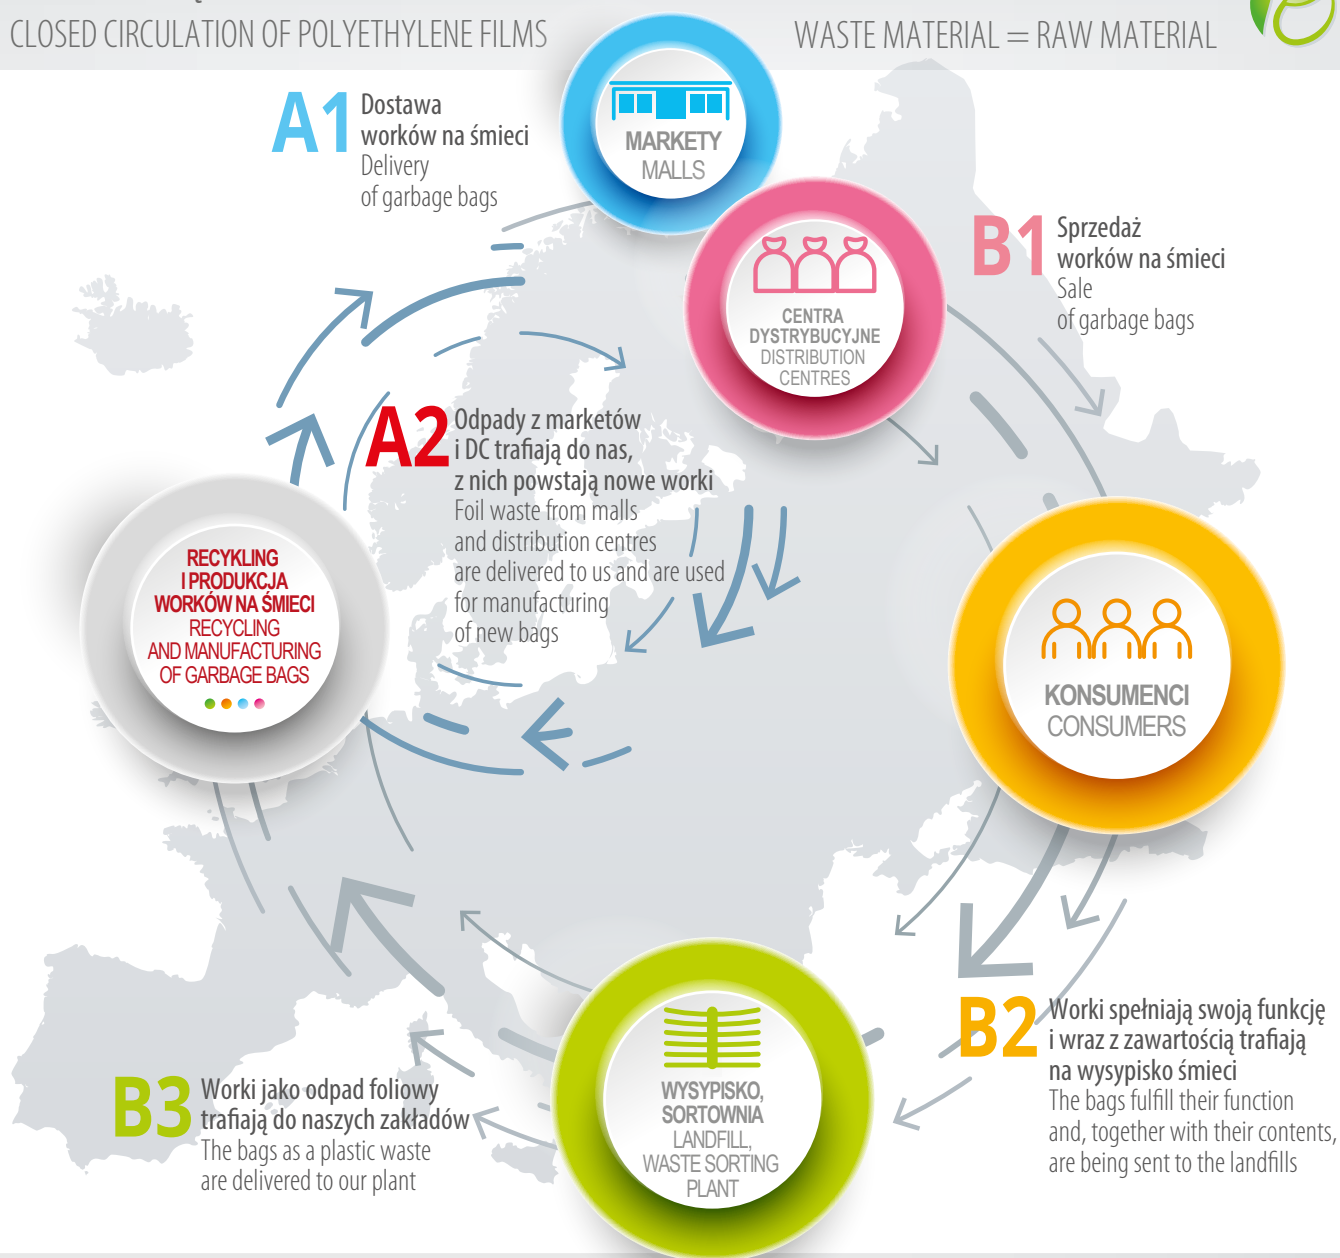 CLOSED CIRCULATION OF POLYETHYLENE FILMS
WASTE MATERIAL = RAW MATERIAL
A1
Dostawa
worków na śmieci
Delivery
of garbage bags
MARKETY
MALLS
CENTRA
DYSTRYBUCYJNE
DISTRIBUTION
CENTRES
B1
Sprzedaż
worków na śmieci
Sale
of garbage bags
A2
Odpady z marketów
i DC trafiają do nas,
z nich powstają nowe worki
Foil waste from malls
and distribution centres
are delivered to us and are used
for manufacturing
of new bags
RECYKLING
I PRODUKCJA
WORKÓW NA ŚMIECI
RECYCLING
AND MANUFACTURING
OF GARBAGE BAGS
KONSUMENCI
CONSUMERS
B2
Worki spełniają swoją funkcję
i wraz z zawartością trafiają
na wysypisko śmieci
The bags fulfill their function
and, together with their contents,
are being sent to the landfills
B3
Worki jako odpad foliowy
trafiają do naszych zakładów
The bags as a plastic waste
are delivered to our plant
WYSYPISKO,
SORTOWNIA
LANDFILL,
WASTE SORTING
PLANT